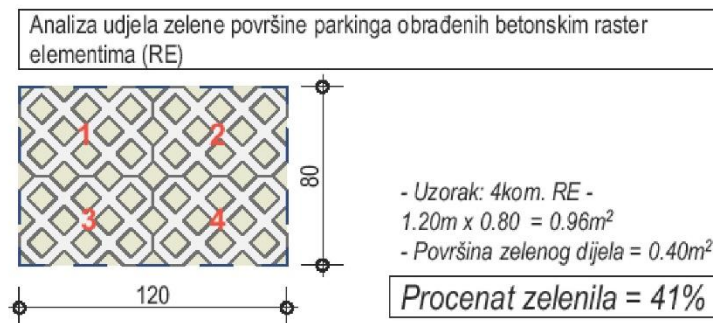 Analiza udjela zelene površine parkinga obrađenih betonskim raster
elementima (RE)
1
2
3
4
80
120
- Uzorak: 4kom. RE -
1.20m x 0.80 = 0.96m²
- Površina zelenog dijela = 0.40m²
Procenat zelenila = 41%